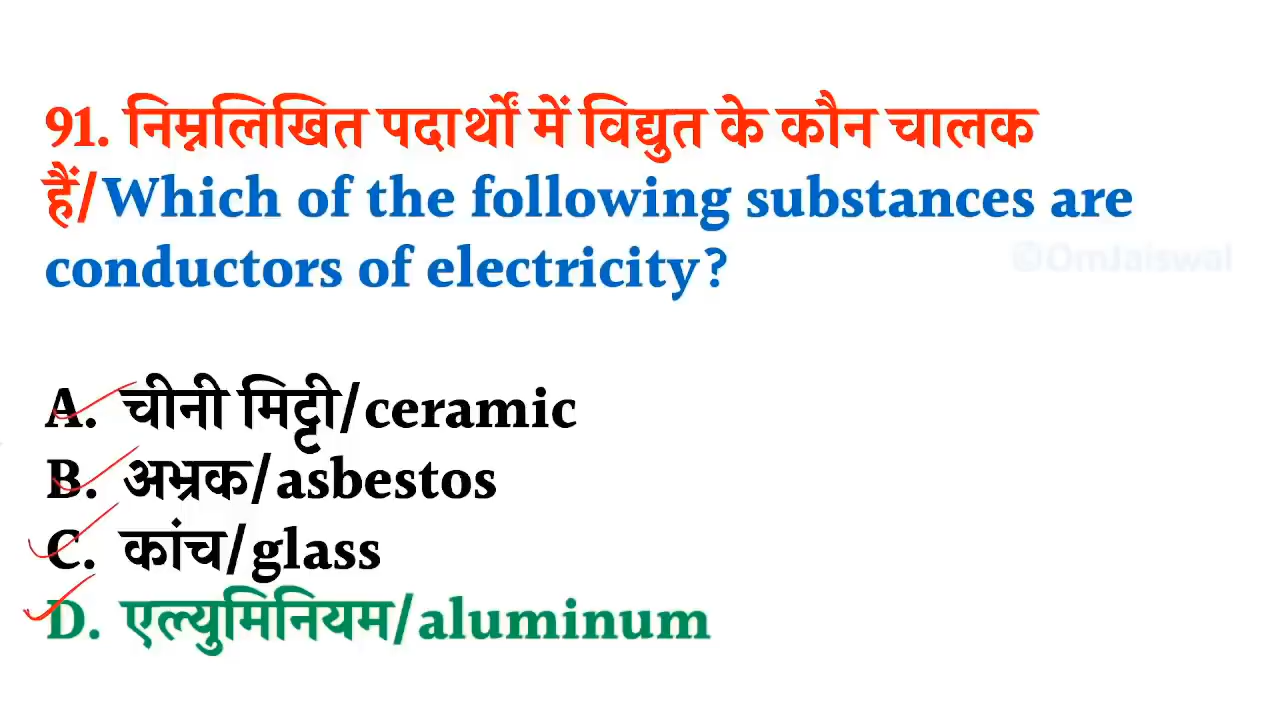 91. निम्नलिखित पदार्थों में विद्युत के कौन चालक
हैं/Which of the following substances are
conductors of electricity?
@OmJaiswal
A. चीनी मिट्टी/ceramic
B. अभ्रक/asbestos
C. कांच/glass
D. एल्युमिनियम/aluminum